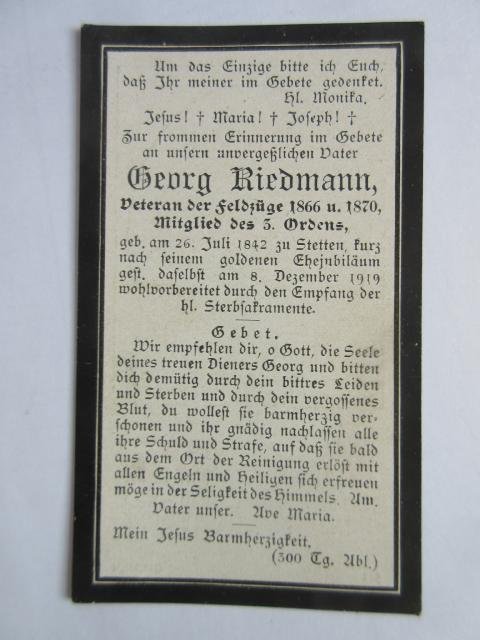 Um das Einzige bitte ich Euch,
daß Ihr meiner im Gebete gedenket.
Hl. Monika.
Jesus! † Maria! † Joseph! †
Zur frommen Erinnerung im Gebete
an unsern unvergeßlichen Vater
Georg Riedmann,
Veteran der Feldzüge 1866 u. 1870,
Mitglied des 3. Ordens,
geb. am 26. Juli 1842 zu Stetten, kurz
nach seinem goldenen Ehejubiläum
gest. daselbst am 8. Dezember 1919
wohlvorbereitet durch den Empfang der
hl. Sterbsakramente.
Gebet.
Wir empfehlen dir, o Gott, die Seele
deines treuen Dieners Georg und bitten
dich demütig durch dein bittres Leiden
und Sterben und durch dein vergossenes
Blut, du wollest sie barmherzig ver-
schonen und ihr gnädig nachlassen alle
ihre Schuld und Strafe, auf daß sie bald
aus dem Ort der Reinigung erlöst mit
allen Engeln und Heiligen sich erfreuen
möge in der Seligkeit des Himmels. Am.
Vater unser. Ave Maria.
Mein Jesus Barmherzigkeit.
(300 Tg. Abl.)